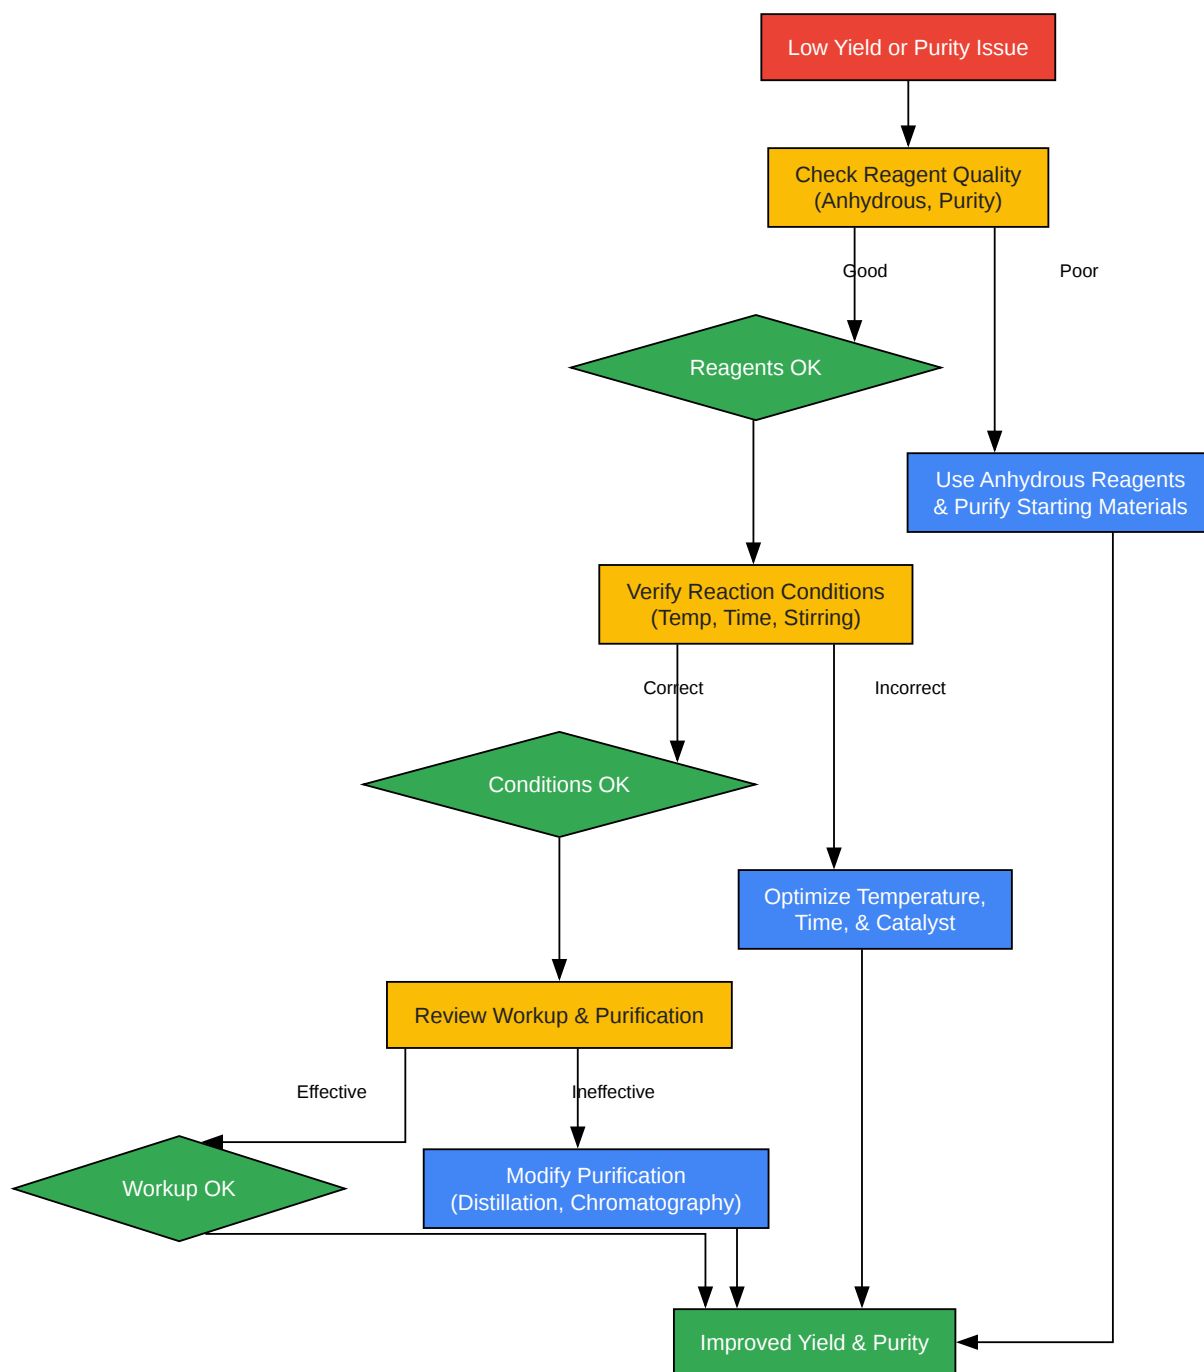 Low Yield or Purity Issue
Check Reagent Quality
(Anhydrous, Purity)
Good
Poor
Reagents OK
Use Anhydrous Reagents
& Purify Starting Materials
Verify Reaction Conditions
(Temp, Time, Stirring)
Correct
Incorrect
Conditions OK
Optimize Temperature,
Time, & Catalyst
Review Workup & Purification
Effective
Ineffective
Workup OK
Modify Purification
(Distillation, Chromatography)
Improved Yield & Purity